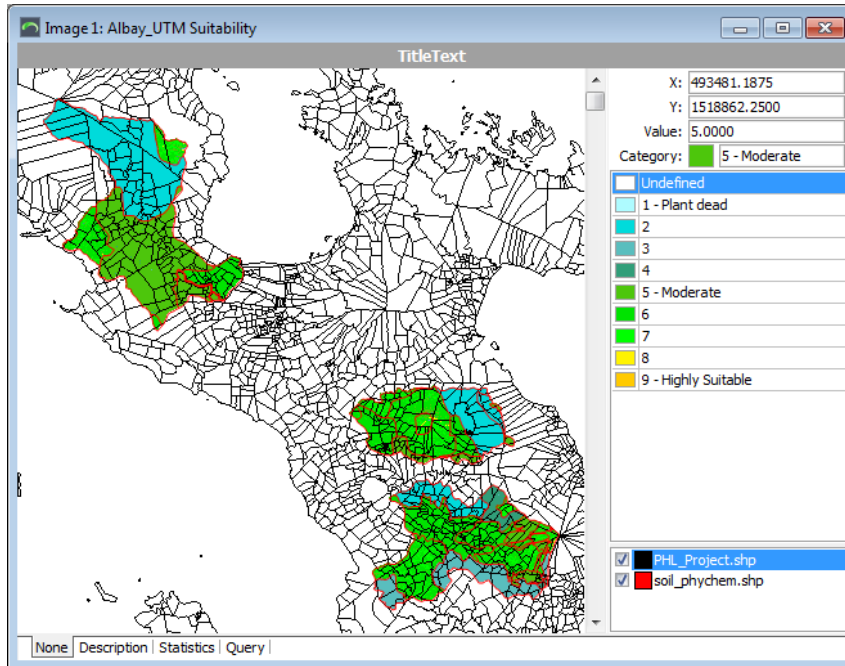 Image 1: Albay_UTM Suitability
TitleText
X: 493481.1875
Y: 1518862.2500
Value: 5.0000
Category: 5 - Moderate
Undefined
1 - Plant dead
2
3
4
5 - Moderate
6
7
8
9 - Highly Suitable
PHL_Project.shp
soil_phychem.shp
None Description Statistics Query